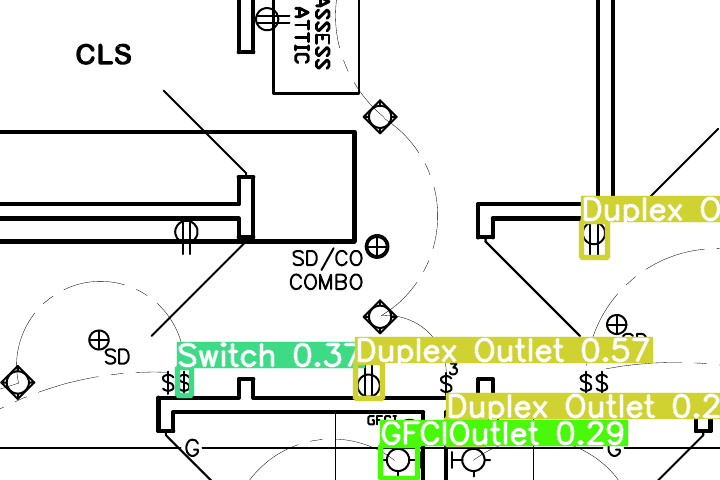 ASSESS
ATTIC
CLS
Duplex O
SD/CO
COMBO
SD
SD
Switch 0.37
Duplex Outlet 0.57
$$
$3
$$
Duplex Outlet 0.2
GFCI
GFCIOutlet 0.29
G
G